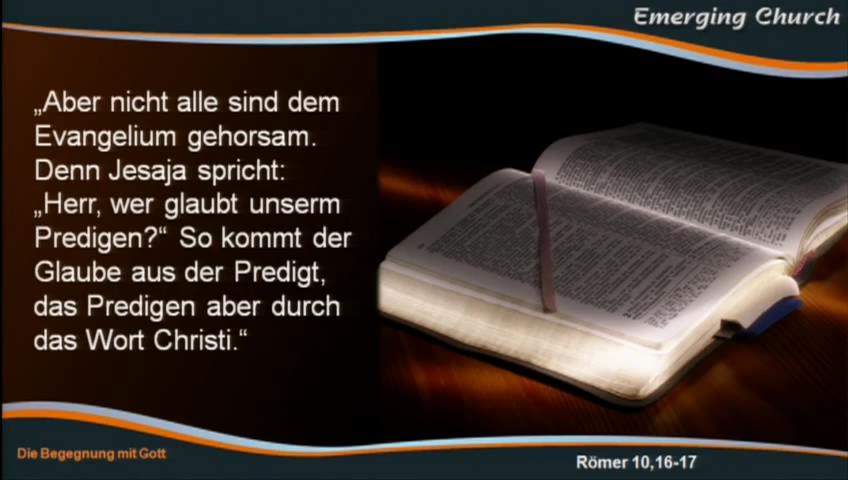 Emerging Church
„Aber nicht alle sind dem
Evangelium gehorsam.
Denn Jesaja spricht:
„Herr, wer glaubt unserm
Predigen?“ So kommt der
Glaube aus der Predigt,
das Predigen aber durch
das Wort Christi.“
Die Begegnung mit Gott
Römer 10,16-17